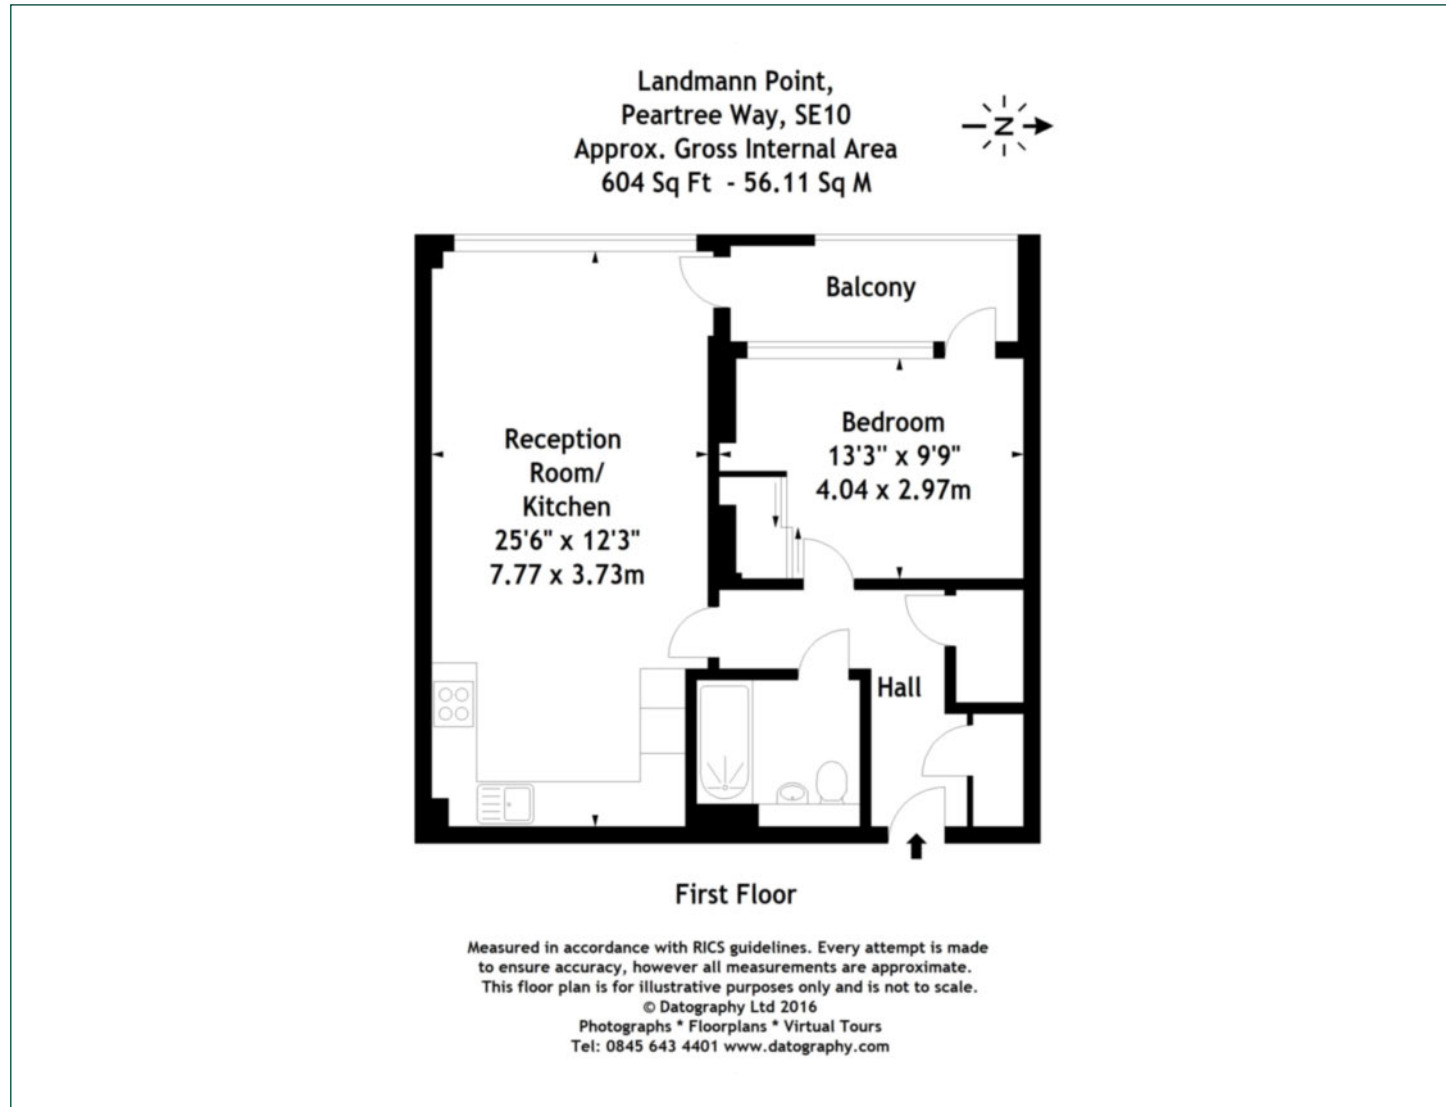 Landmann Point,
Peartree Way, SE10
Approx. Gross Internal Area
604 Sq Ft - 56.11 Sq M
N
Balcony
Reception
Room/
Kitchen
25'6" x 12'3"
7.77 x 3.73m
Bedroom
13'3" x 9'9"
4.04 x 2.97m
Hall
First Floor
Measured in accordance with RICS guidelines. Every attempt is made
to ensure accuracy, however all measurements are approximate.
This floor plan is for illustrative purposes only and is not to scale.
© Datography Ltd 2016
Photographs * Floorplans * Virtual Tours
Tel: 0845 643 4401 www.datography.com